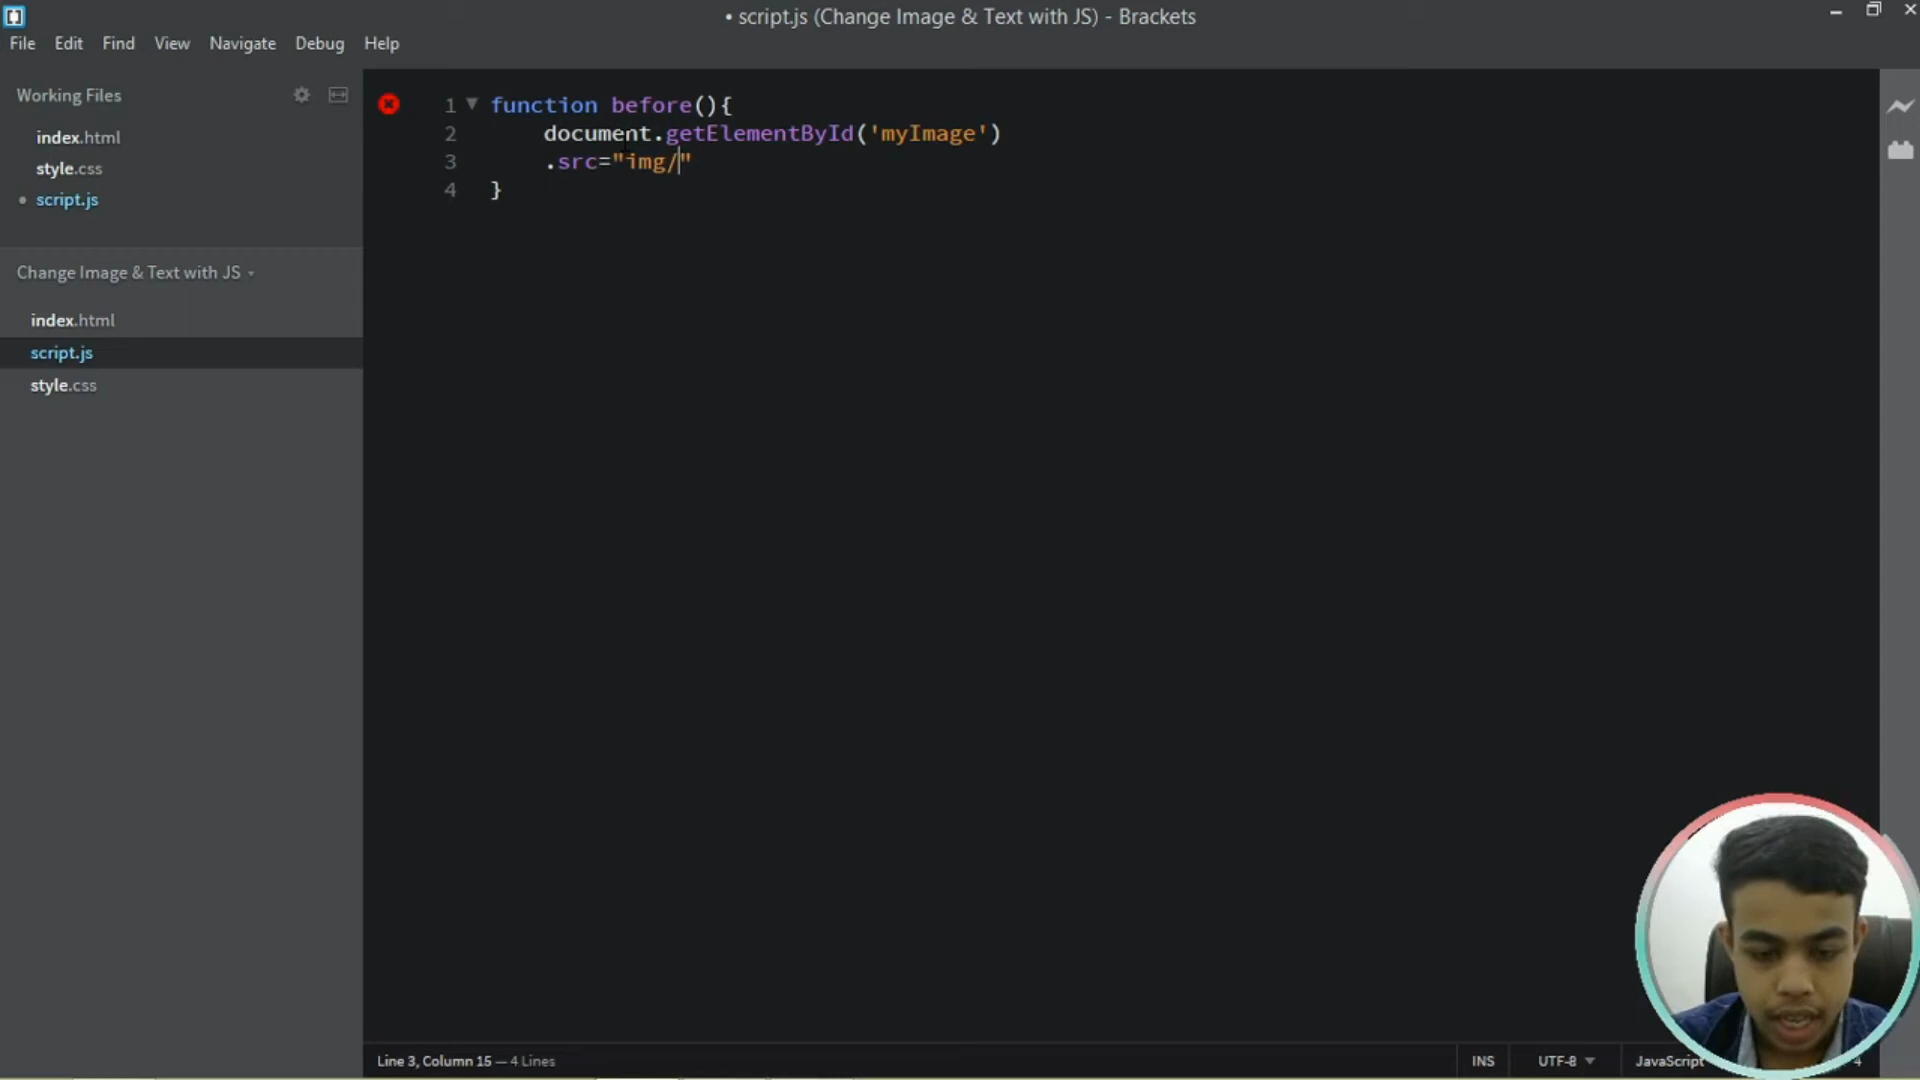 • script.js (Change Image & Text with JS) - Brackets
File Edit Find View Navigate Debug Help
Working Files
index.html
style.css
• script.js
Change Image & Text with JS
index.html
script.js
style.css
1 function before(){
2 document.getElementById('myImage')
3 .src="img/"
4 }
Line 3, Column 15 — 4 Lines
INS UTF-8 JavaScript 4